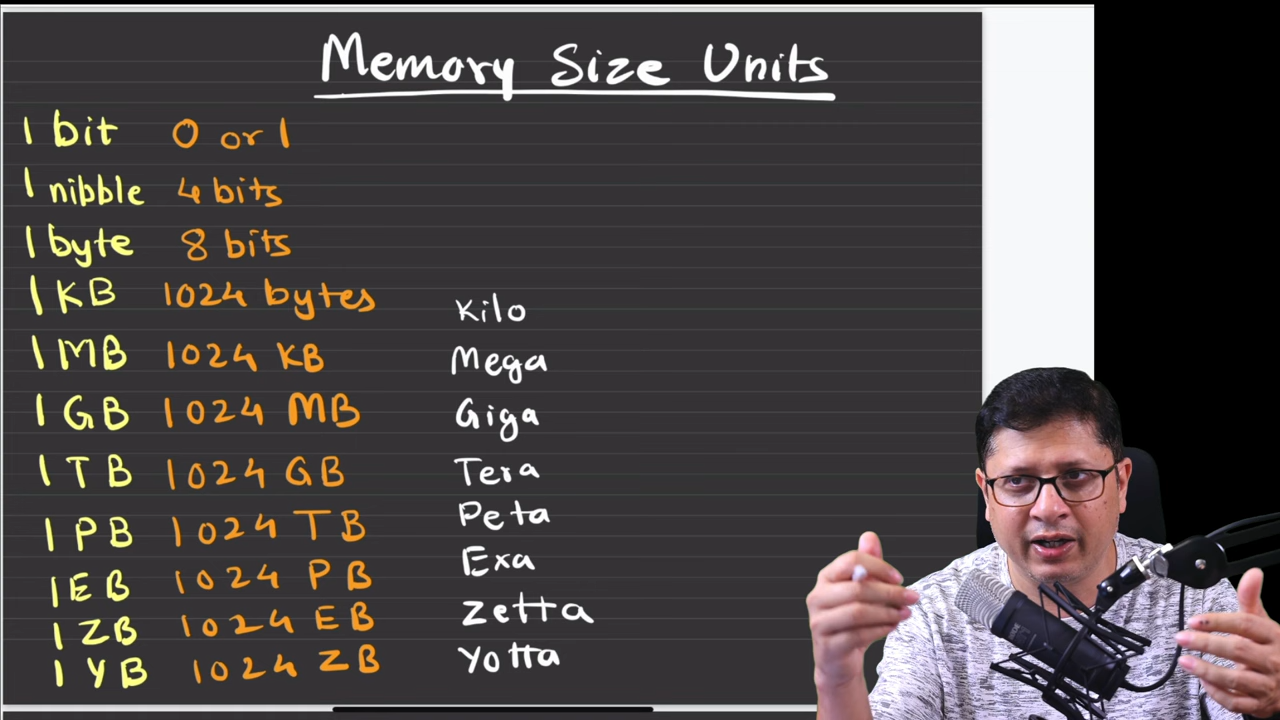 Memory Size Units
1 bit 0 or 1
1 nibble 4 bits
1 byte 8 bits
1 KB 1024 bytes Kilo
1 MB 1024 KB Mega
1 GB 1024 MB Giga
1 TB 1024 GB Tera
1 PB 1024 TB Peta
1 EB 1024 PB Exa
1 ZB 1024 EB Zetta
1 YB 1024 ZB Yotta